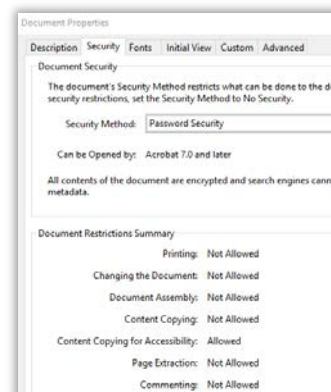 Document Properties
Description Security Fonts Initial View Custom Advanced
Document Security
The document's Security Method restricts what can be done to the d
security restrictions, set the Security Method to No Security.
Security Method: Password Security
Can be Opened by: Acrobat 7.0 and later
All contents of the document are encrypted and search engines cann
metadata.
Document Restrictions Summary
Printing: Not Allowed
Changing the Document: Not Allowed
Document Assembly: Not Allowed
Content Copying: Not Allowed
Content Copying for Accessibility: Allowed
Page Extraction: Not Allowed
Commenting: Not Allowed